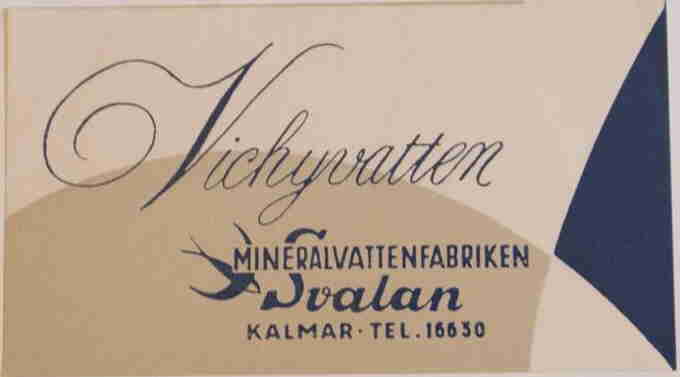 Vichyvatten
MINERALVATTENFABRIKEN
Svalan
KALMAR · TEL. 16630